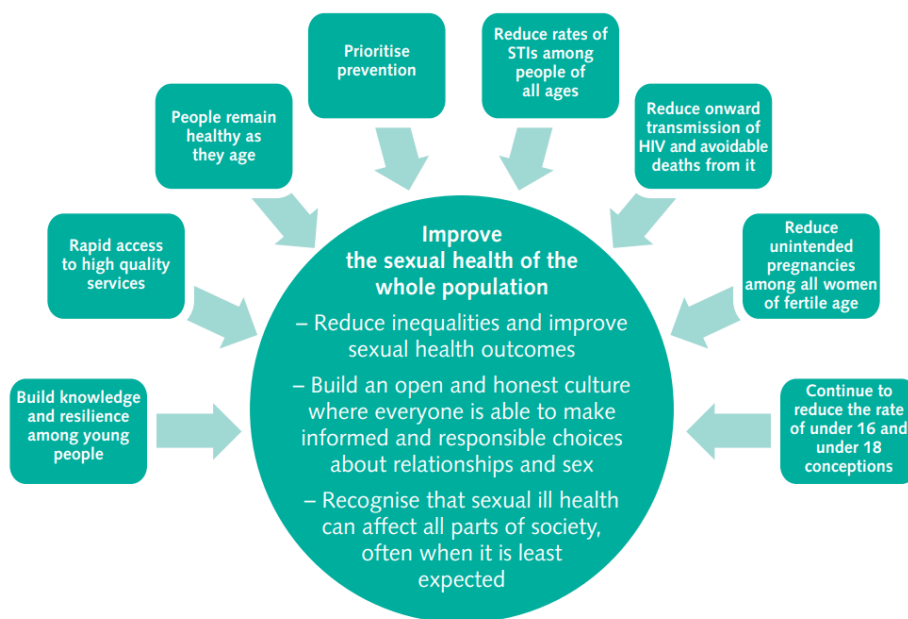 Prioritise
prevention
Reduce rates of
STIs among
people of
all ages
People remain
healthy as
they age
Reduce onward
transmission of
HIV and avoidable
deaths from it
Rapid access
to high quality
services
Reduce
unintended
pregnancies
among all women
of fertile age
Build knowledge
and resilience
among young
people
Continue to
reduce the rate
of under 16 and
under 18
conceptions
Improve
the sexual health of the
whole population
– Reduce inequalities and improve
sexual health outcomes
– Build an open and honest culture
where everyone is able to make
informed and responsible choices
about relationships and sex
– Recognise that sexual ill health
can affect all parts of society,
often when it is least
expected